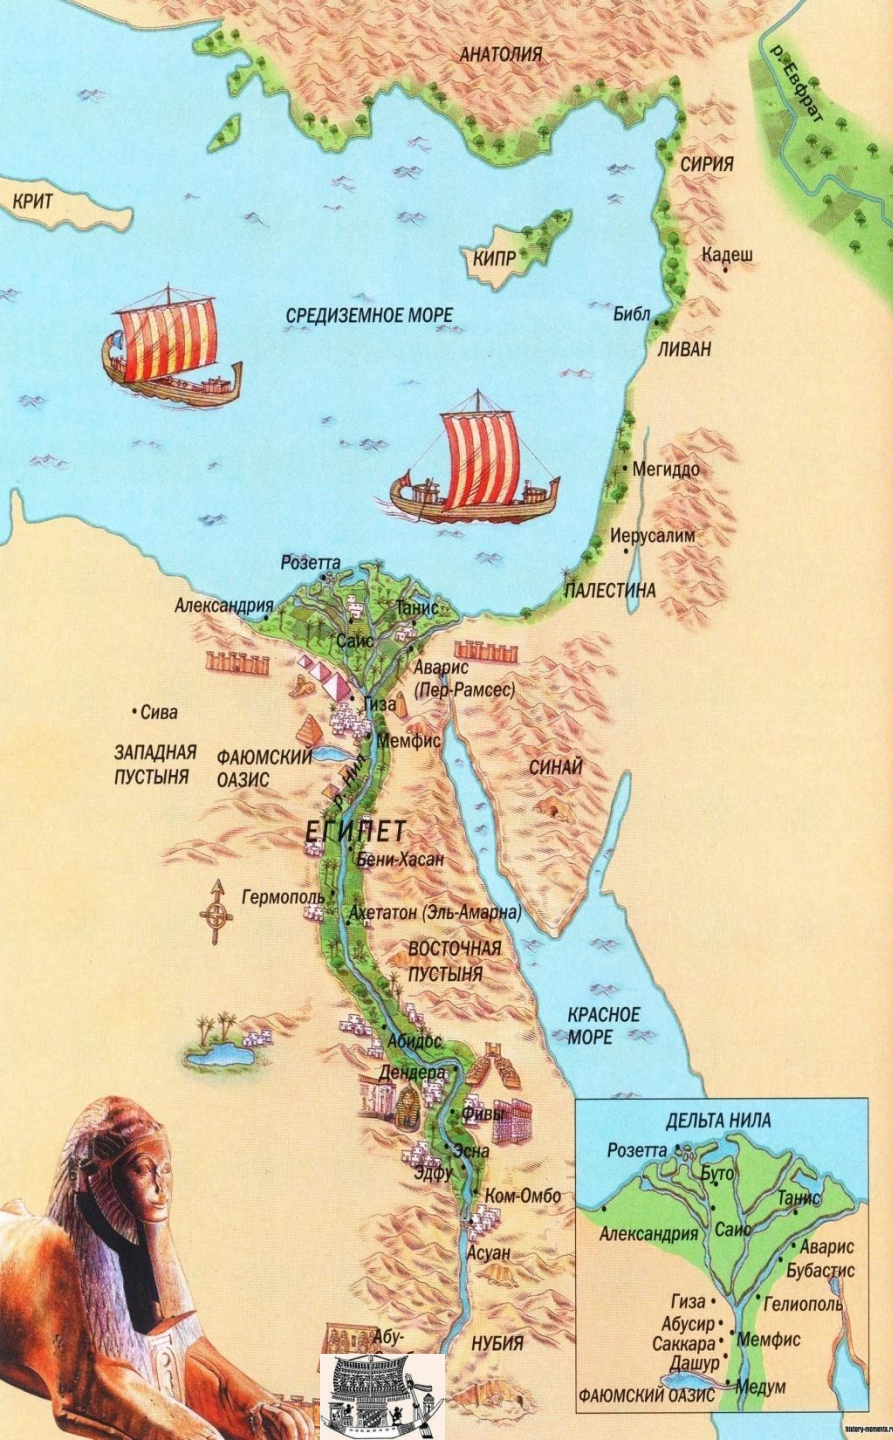 АНАТОЛИЯ
р. Евфрат
СИРИЯ
КРИТ
Кадеш
КИПР
СРЕДИЗЕМНОЕ МОРЕ
Библ
ЛИВАН
Мегиддо
Иерусалим
Розетта
ПАЛЕСТИНА
Александрия
Танис
Саис
Аварис
(Пер-Рамсес)
Гиза
Сива
Мемфис
ЗАПАДНАЯ
ПУСТЫНЯ
ФАЮМСКИЙ
ОАЗИС
СИНАЙ
р. Нил
ЕГИПЕТ
Бени-Хасан
Гермополь
Ахетатон (Эль-Амарна)
ВОСТОЧНАЯ
ПУСТЫНЯ
КРАСНОЕ
МОРЕ
Абидос
Дендера
Фивы
Эсна
Эдфу
Ком-Омбо
Асуан
Абу-
НУБИЯ
ДЕЛЬТА НИЛА
Розетта
Буто
Танис
Александрия
Саис
Аварис
Бубастис
Гиза
Гелиополь
Абусир
Мемфис
Саккара
Дашур
Медум
ФАЮМСКИЙ ОАЗИС